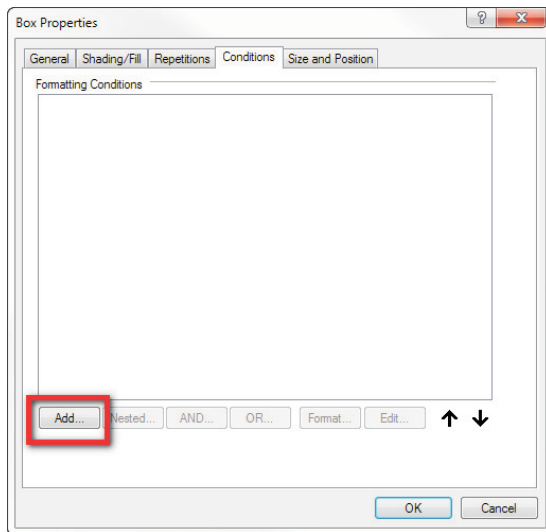 Box Properties
General Shading/Fill Repetitions Conditions Size and Position
Formatting Conditions
Add... Nested... AND... OR... Format... Edit...
OK Cancel